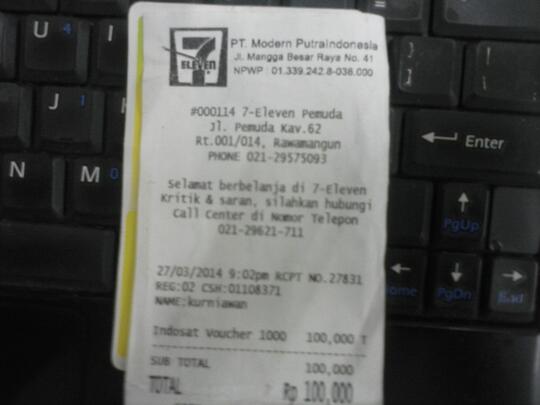 7
ELEVEN
PT. Modern PutraIndonesia
Jl. Mangga Besar Raya No. 41
NPWP : 01.339.242.8-036.000
#000114 7-Eleven Pemuda
Jl. Pemuda Kav.62
Rt.001/014, Rawamangun
PHONE 021-29575093
Selamat berbelanja di 7-Eleven
Kritik & saran, silahkan hubungi
Call Center di Nomor Telepon
021-29621-711
27/03/2014 9:02pm RCPT NO.27831
REG:02 CSH:01108371
NAME:kurniawan
Indosat Voucher 1000 100,000 T
SUB TOTAL 100,000
TOTAL Rp 100,000
U 4
I
J
N
M 0
Enter
PgUp
Home
PgDn
End